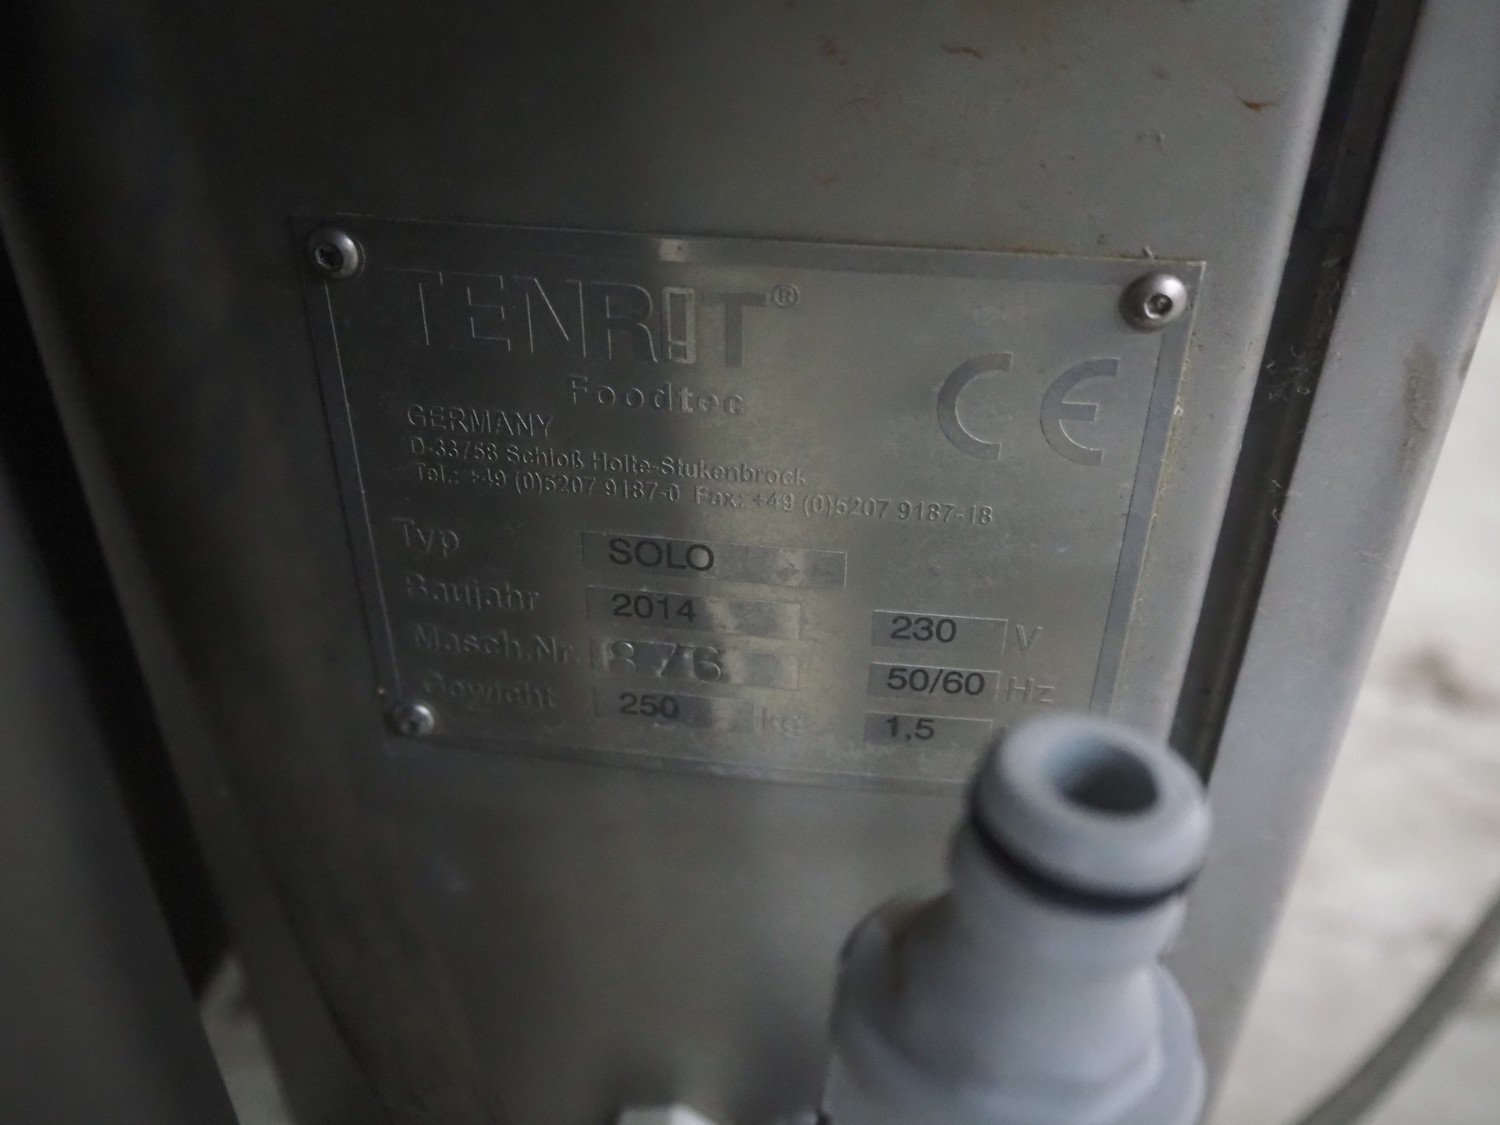 TENRIT®
Foodtec
CE
GERMANY
D-33758 Schloß Holte-Stukenbrock
Tel.: +49 (0)5207 9187-0 Fax: +49 (0)5207 9187-18
Typ SOLO
Baujahr 2014 230 V
Masch.Nr. 876 50/60 Hz
Gewicht 250 kg 1,5